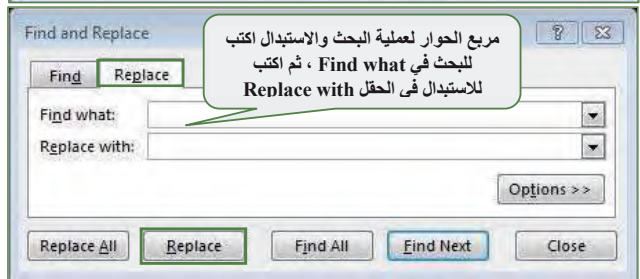 Find and Replace
مربع الحوار لعملية البحث والاستبدال اكتب
للبحث في Find what ، ثم اكتب
للاستبدال في الحقل Replace with
Find Replace
Find what:
Replace with:
Options >>
Replace All Replace Find All Find Next Close